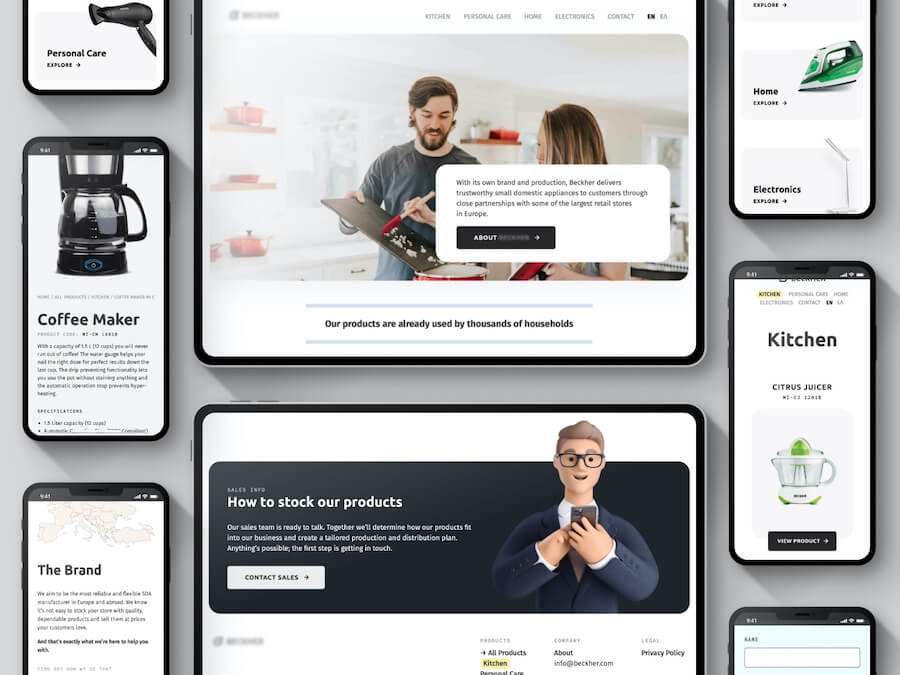 Personal Care
EXPLORE →
9:41
HOME / ALL PRODUCTS / KITCHEN / COFFEE MAKER MI-C
Coffee Maker
PRODUCT CODE: MI-CM 1601B
With a capacity of 1.5 L (12 cups) you will never
run out of coffee! The water gauge helps your
nail the right dose for perfect results down the
last cup. The drip preventing functionality lets
you use the pot without staining anything and
the automatic operation stop prevents hyper-
heating.
SPECIFICATIONS
• 1.5 Liter capacity (12 cups)
9:41
The Brand
We aim to be the most reliable and flexible SDA
manufacturer in Europe and abroad. We know
it's not easy to stock your store with quality,
dependable products and sell them at prices
your customers love.
And that's exactly what we're here to help you
with.
FIND OUT HOW WE DO THAT
BECKHER
KITCHEN PERSONAL CARE HOME ELECTRONICS CONTACT EN ΕΛ
With its own brand and production, Beckher delivers
trustworthy small domestic appliances to customers through
close partnerships with some of the largest retail stores
in Europe.
ABOUT BECKHER →
Our products are already used by thousands of households
SALES INFO
How to stock our products
Our sales team is ready to talk. Together we'll determine how our products fit
into our business and create a tailored production and distribution plan.
Anything's possible; the first step is getting in touch.
CONTACT SALES →
BECKHER
PRODUCTS
→ All Products
Kitchen
Personal Care
COMPANY
About
info@beckher.com
LEGAL
Privacy Policy
EXPLORE →
Home
EXPLORE →
Electronics
EXPLORE →
9:41
BECKHER
KITCHEN PERSONAL CARE HOME
ELECTRONICS CONTACT EN ΕΛ
Kitchen
CITRUS JUICER
MI-CJ 1201B
BECKHER
VIEW PRODUCT →
9:41
NAME